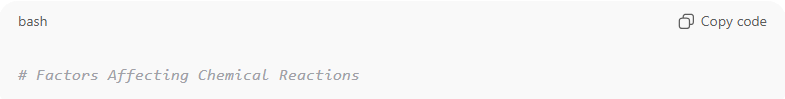 bash
Copy code
# Factors Affecting Chemical Reactions